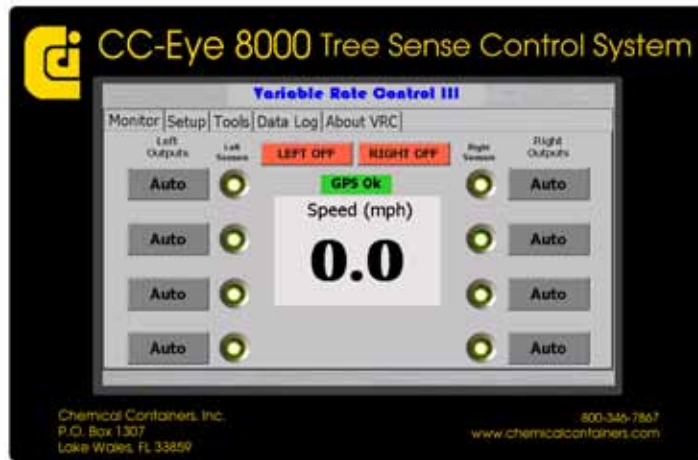 CC-Eye 8000 Tree Sense Control System
Variable Rate Control III
Monitor Setup Tools Data Log About VRC
Left Outputs
Left Sensors
LEFT OFF RIGHT OFF
Right Sensors
Right Outputs
Auto GPS Ok Auto
Speed (mph)
Auto Auto
0.0
Auto Auto
Auto Auto
Chemical Containers, Inc.
P.O. Box 1307
Lake Wales, FL 33859
800-346-7867
www.chemicalcontainers.com